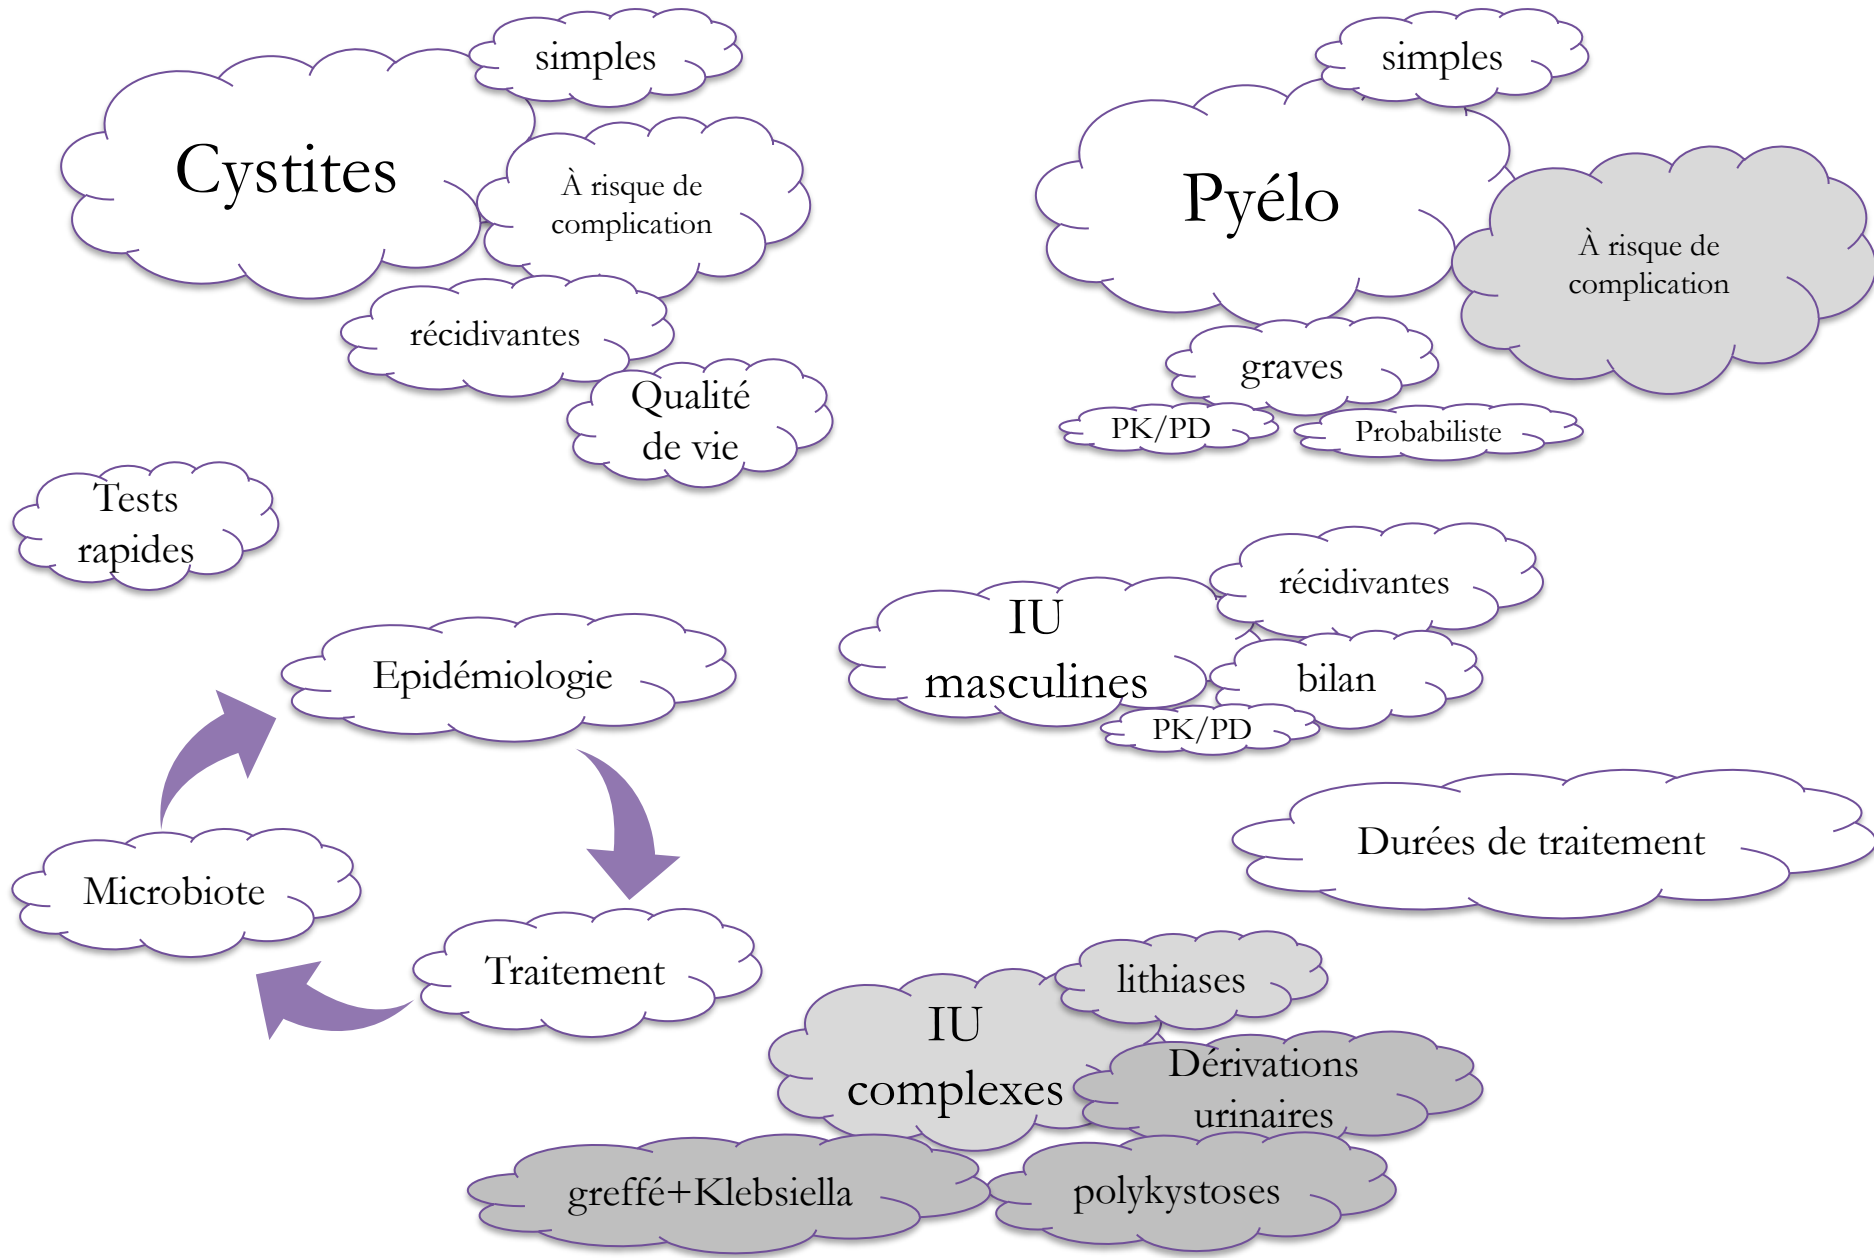 simples
Cystites
À risque de
complication
récidivantes
Qualité
de vie
simples
Pyélo
À risque de
complication
graves
PK/PD
Probabiliste
Tests
rapides
récidivantes
IU
masculines
bilan
PK/PD
Epidémiologie
Microbiote
Traitement
Durées de traitement
lithiases
IU
complexes
Dérivations
urinaires
greffé+Klebsiella
polykystoses